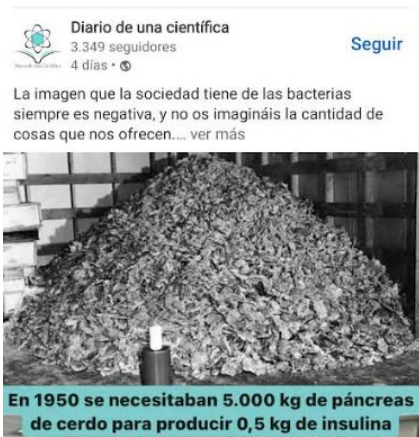 Diario de una científica
3.349 seguidores
Seguir
4 días •
La imagen que la sociedad tiene de las bacterias
siempre es negativa, y no os imagináis la cantidad de
cosas que nos ofrecen.... ver más
En 1950 se necesitaban 5.000 kg de páncreas
de cerdo para producir 0,5 kg de insulina